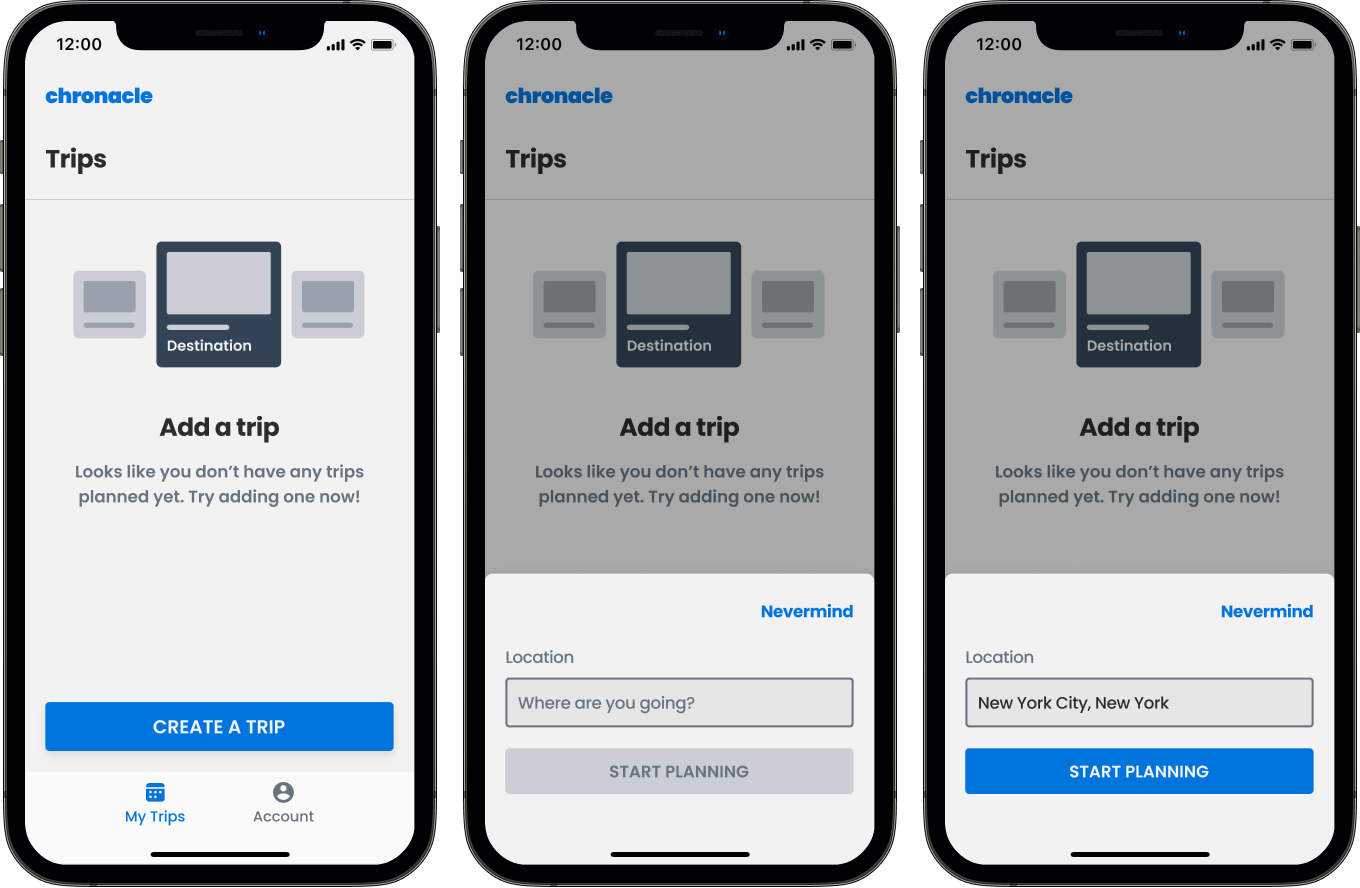 12:00
chronacle
Trips
Destination
Add a trip
Looks like you don’t have any trips
planned yet. Try adding one now!
CREATE A TRIP
My Trips
Account
12:00
chronacle
Trips
Destination
Add a trip
Looks like you don’t have any trips
planned yet. Try adding one now!
Nevermind
Location
Where are you going?
START PLANNING
12:00
chronacle
Trips
Destination
Add a trip
Looks like you don’t have any trips
planned yet. Try adding one now!
Nevermind
Location
New York City, New York
START PLANNING